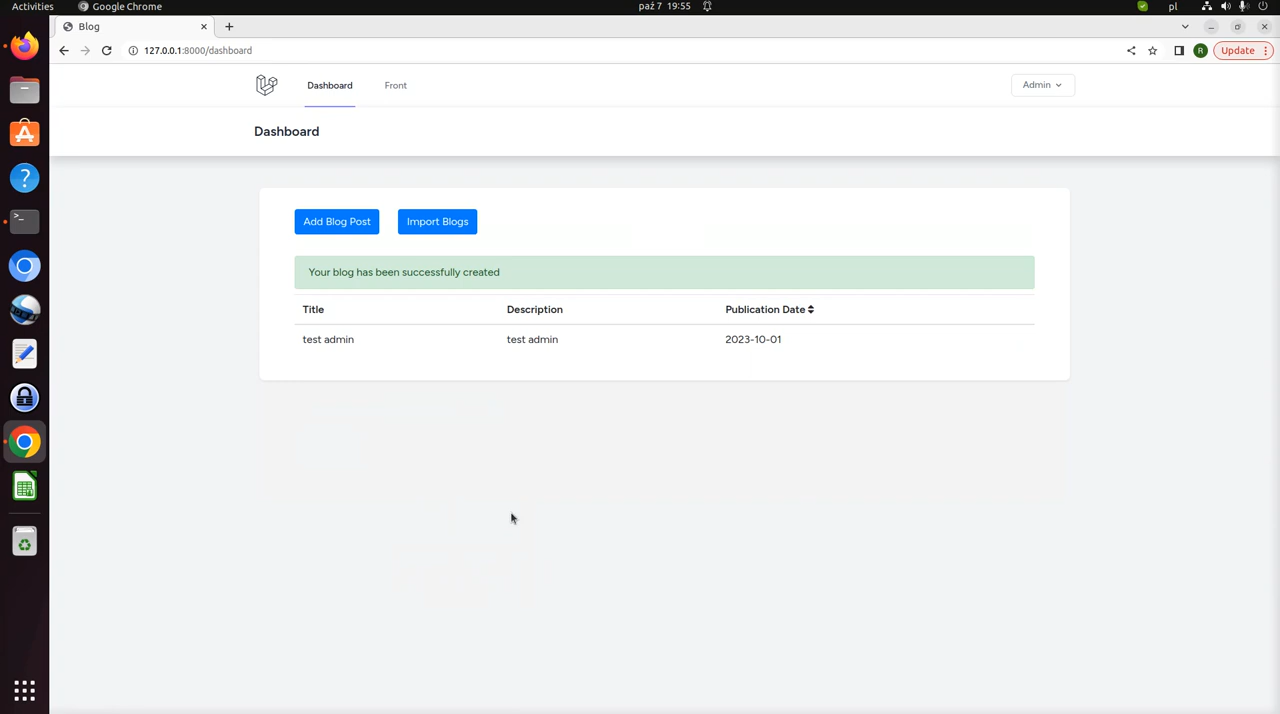 Activities Google Chrome paź 7 19:55 pl
Blog
127.0.0.1:8000/dashboard R Update
Dashboard Front Admin
Dashboard
Add Blog Post Import Blogs
Your blog has been successfully created
Title Description Publication Date
test admin test admin 2023-10-01